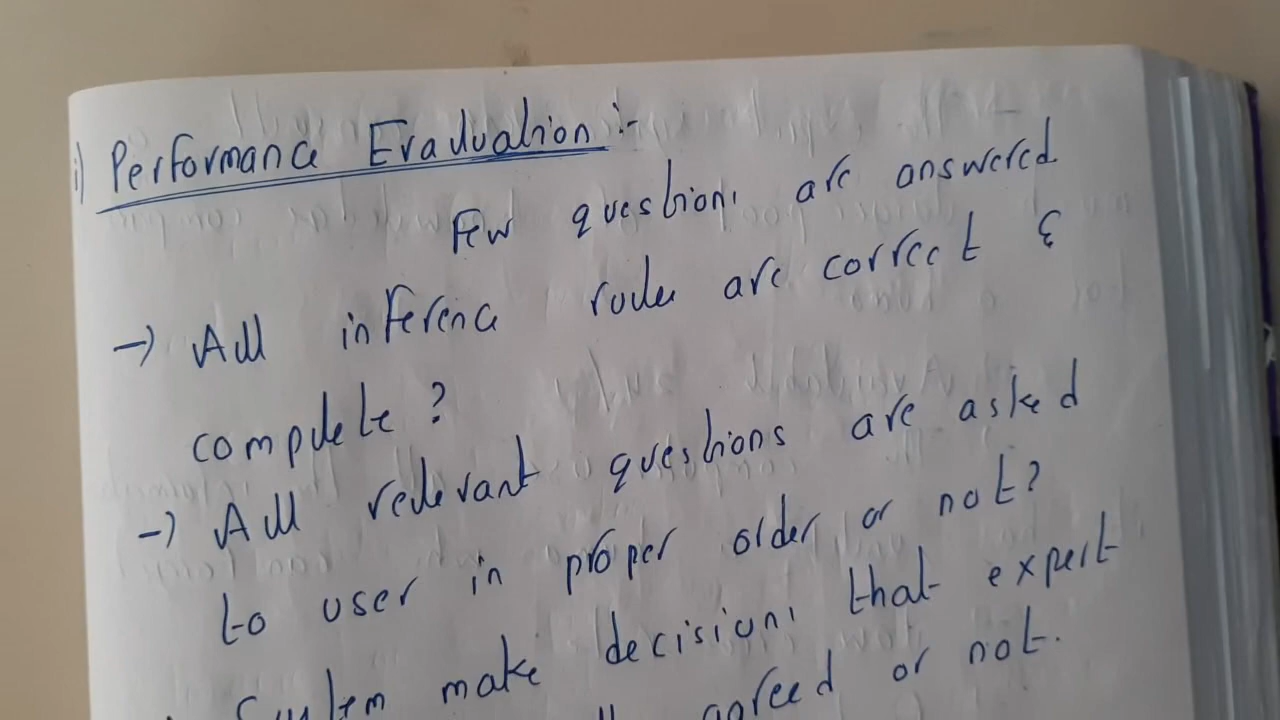 i) Performance Evaluation :-
Few questions are answered
→ All inference rules are correct &
complete ?
→ All relevant questions are asked
to user in proper order or not?
System make decisions that expert
agreed or not.